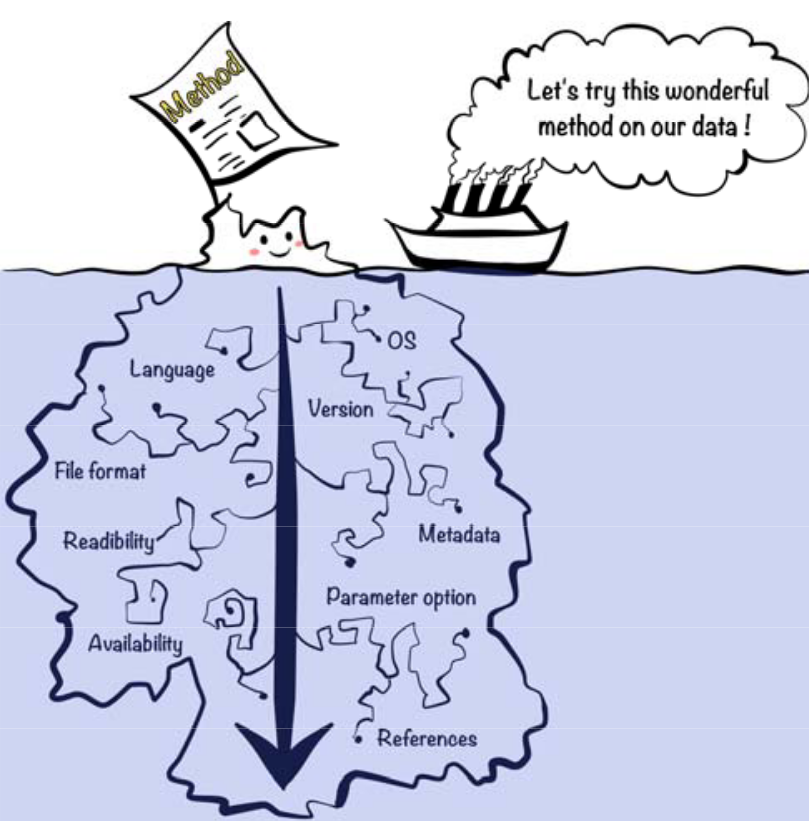 Method
Let's try this wonderful
method on our data !
OS
Language
Version
File format
Metadata
Readibility
Parameter option
Availability
References